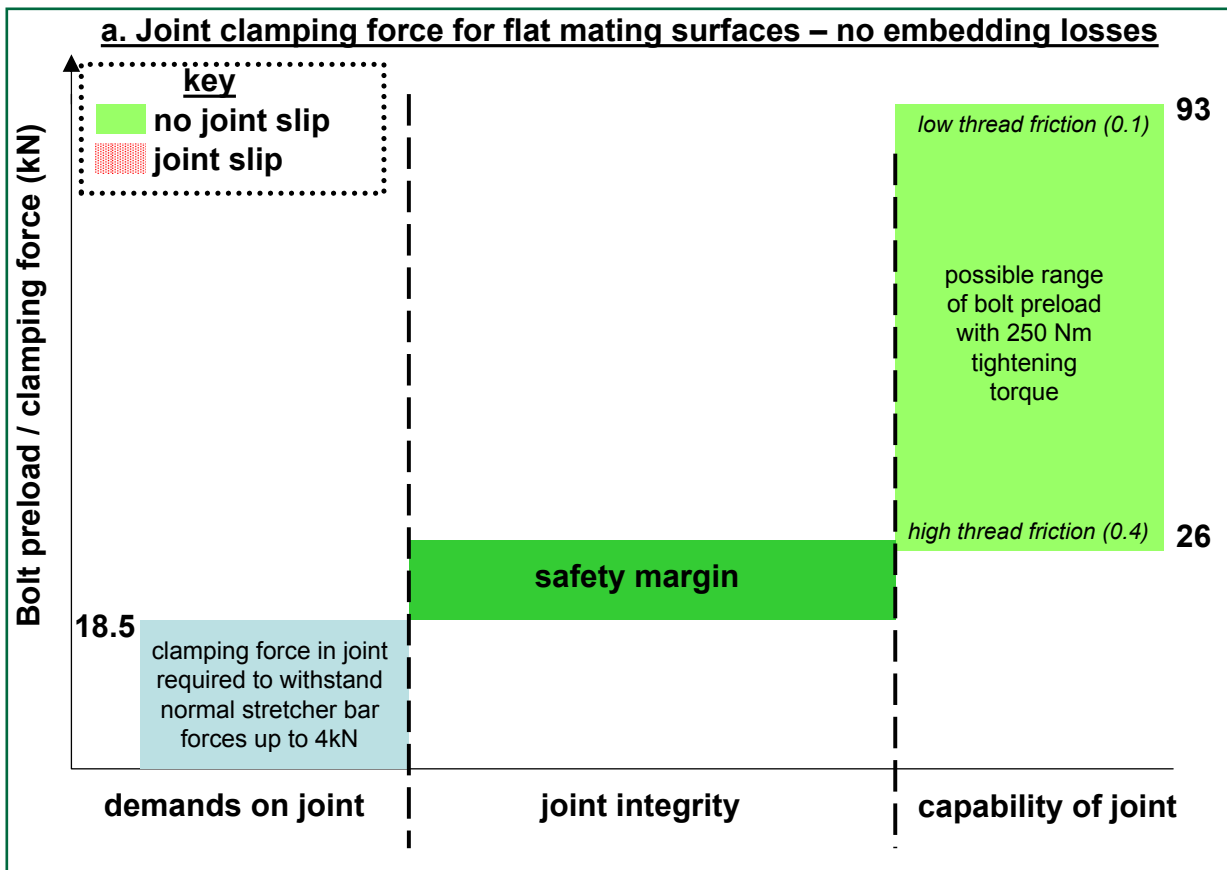 a. Joint clamping force for flat mating surfaces – no embedding losses
key
no joint slip
joint slip
Bolt preload / clamping force (kN)
93
low thread friction (0.1)
possible range
of bolt preload
with 250 Nm
tightening
torque
high thread friction (0.4)
26
safety margin
18.5
clamping force in joint
required to withstand
normal stretcher bar
forces up to 4kN
demands on joint
joint integrity
capability of joint